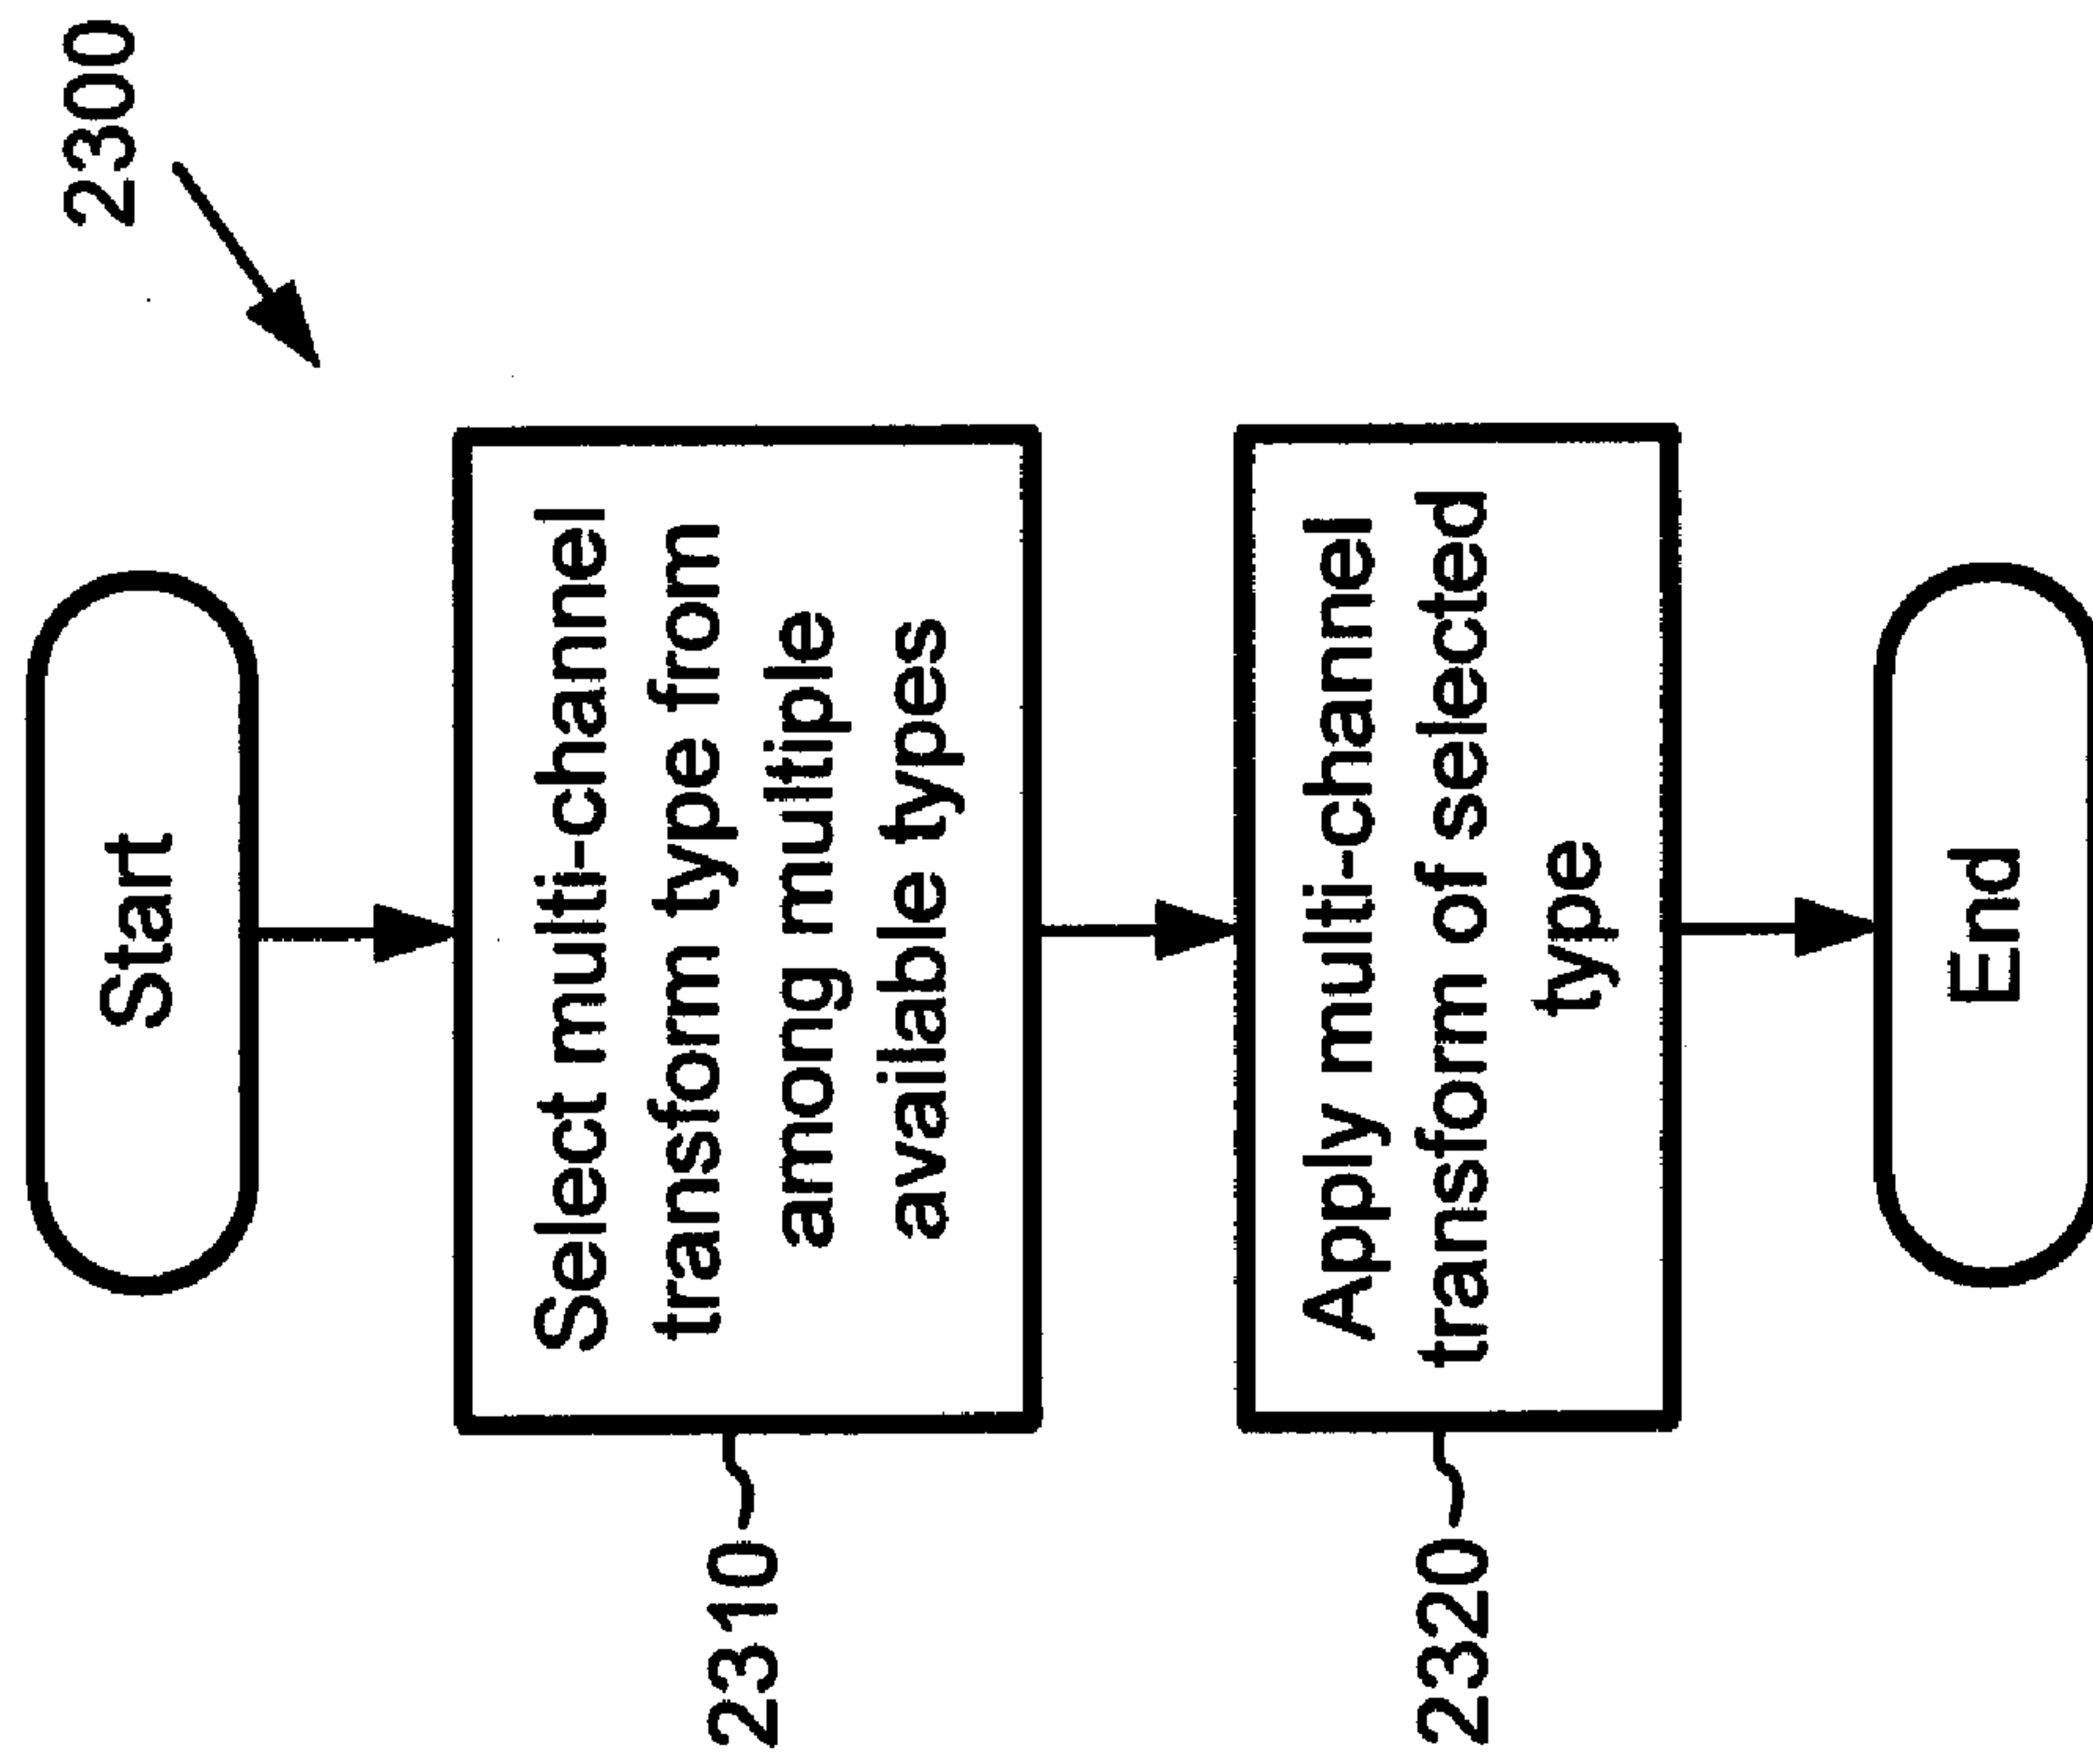 2300
Start
Select multi-channel
transform type from
among multiple
available types
2310
Apply multi-channel
transform of selected
type
2320
End